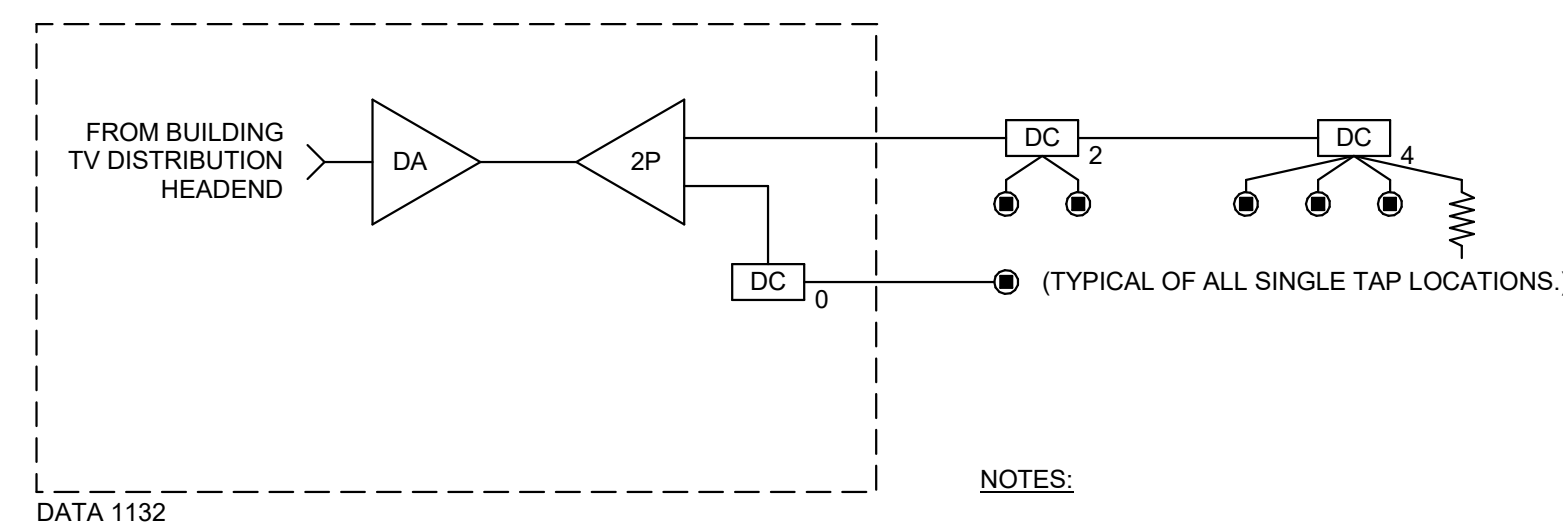 FROM BUILDING
TV DISTRIBUTION
HEADEND
DA
2P
DC
2
DC
4
DC
0
(TYPICAL OF ALL SINGLE TAP LOCATIONS.)
NOTES:
DATA 1132